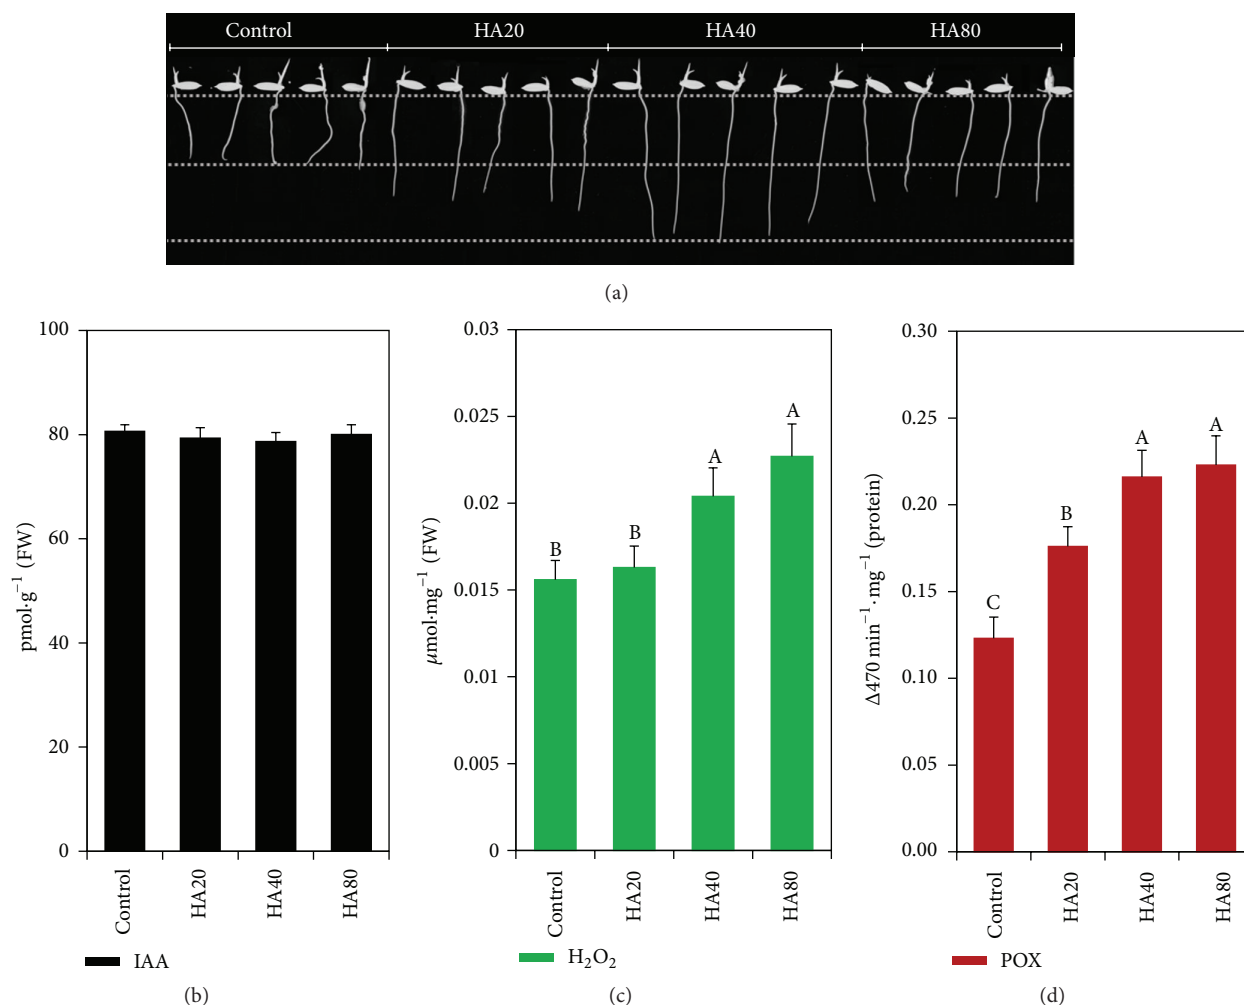 Control HA20 HA40 HA80
(a)
100
80
60
40
20
0
pmol·g⁻¹ (FW)
Control
HA20
HA40
HA80
IAA
(b)
0.03
0.025
0.02
0.015
0.01
0.005
0
μmol·mg⁻¹ (FW)
B
B
A
A
Control
HA20
HA40
HA80
H₂O₂
(c)
0.30
0.25
0.20
0.15
0.10
0.05
0.00
Δ470 min⁻¹·mg⁻¹ (protein)
C
B
A
A
Control
HA20
HA40
HA80
POX
(d)